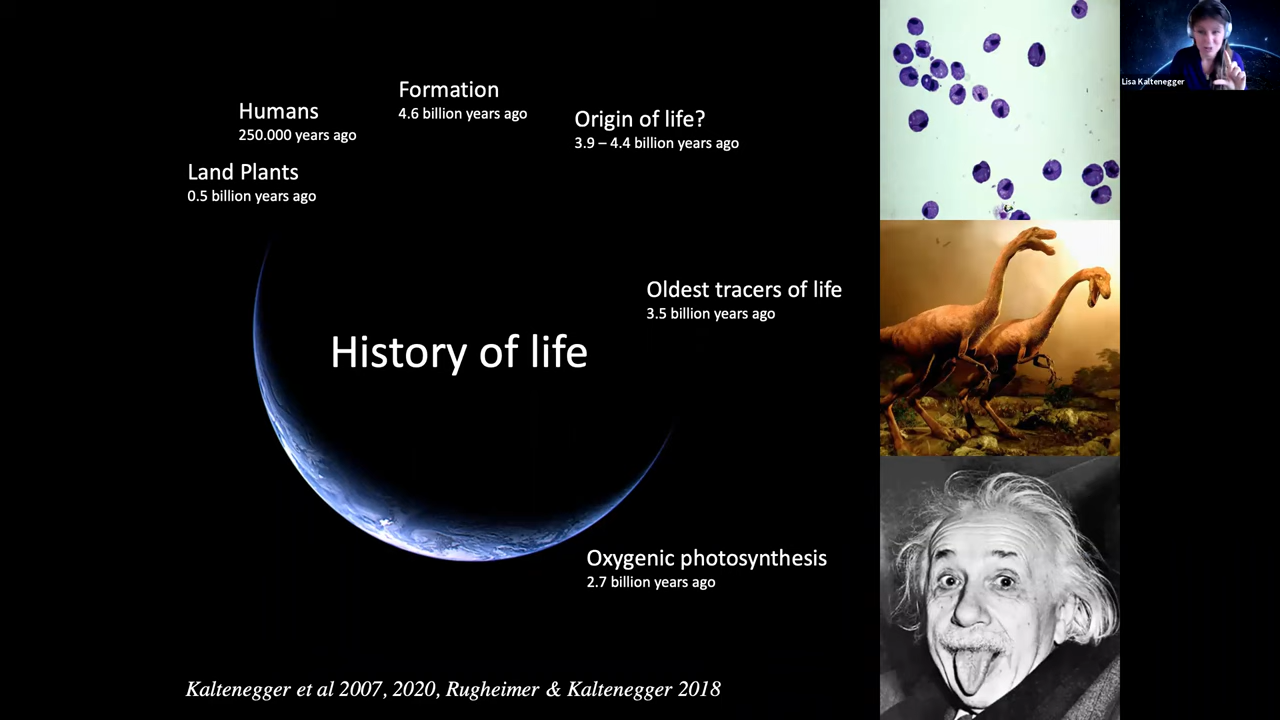 Formation
4.6 billion years ago
Humans
250.000 years ago
Origin of life?
3.9 – 4.4 billion years ago
Land Plants
0.5 billion years ago
Oldest tracers of life
3.5 billion years ago
History of life
Oxygenic photosynthesis
2.7 billion years ago
Kaltenegger et al 2007, 2020, Rugheimer & Kaltenegger 2018
Lisa Kaltenegger